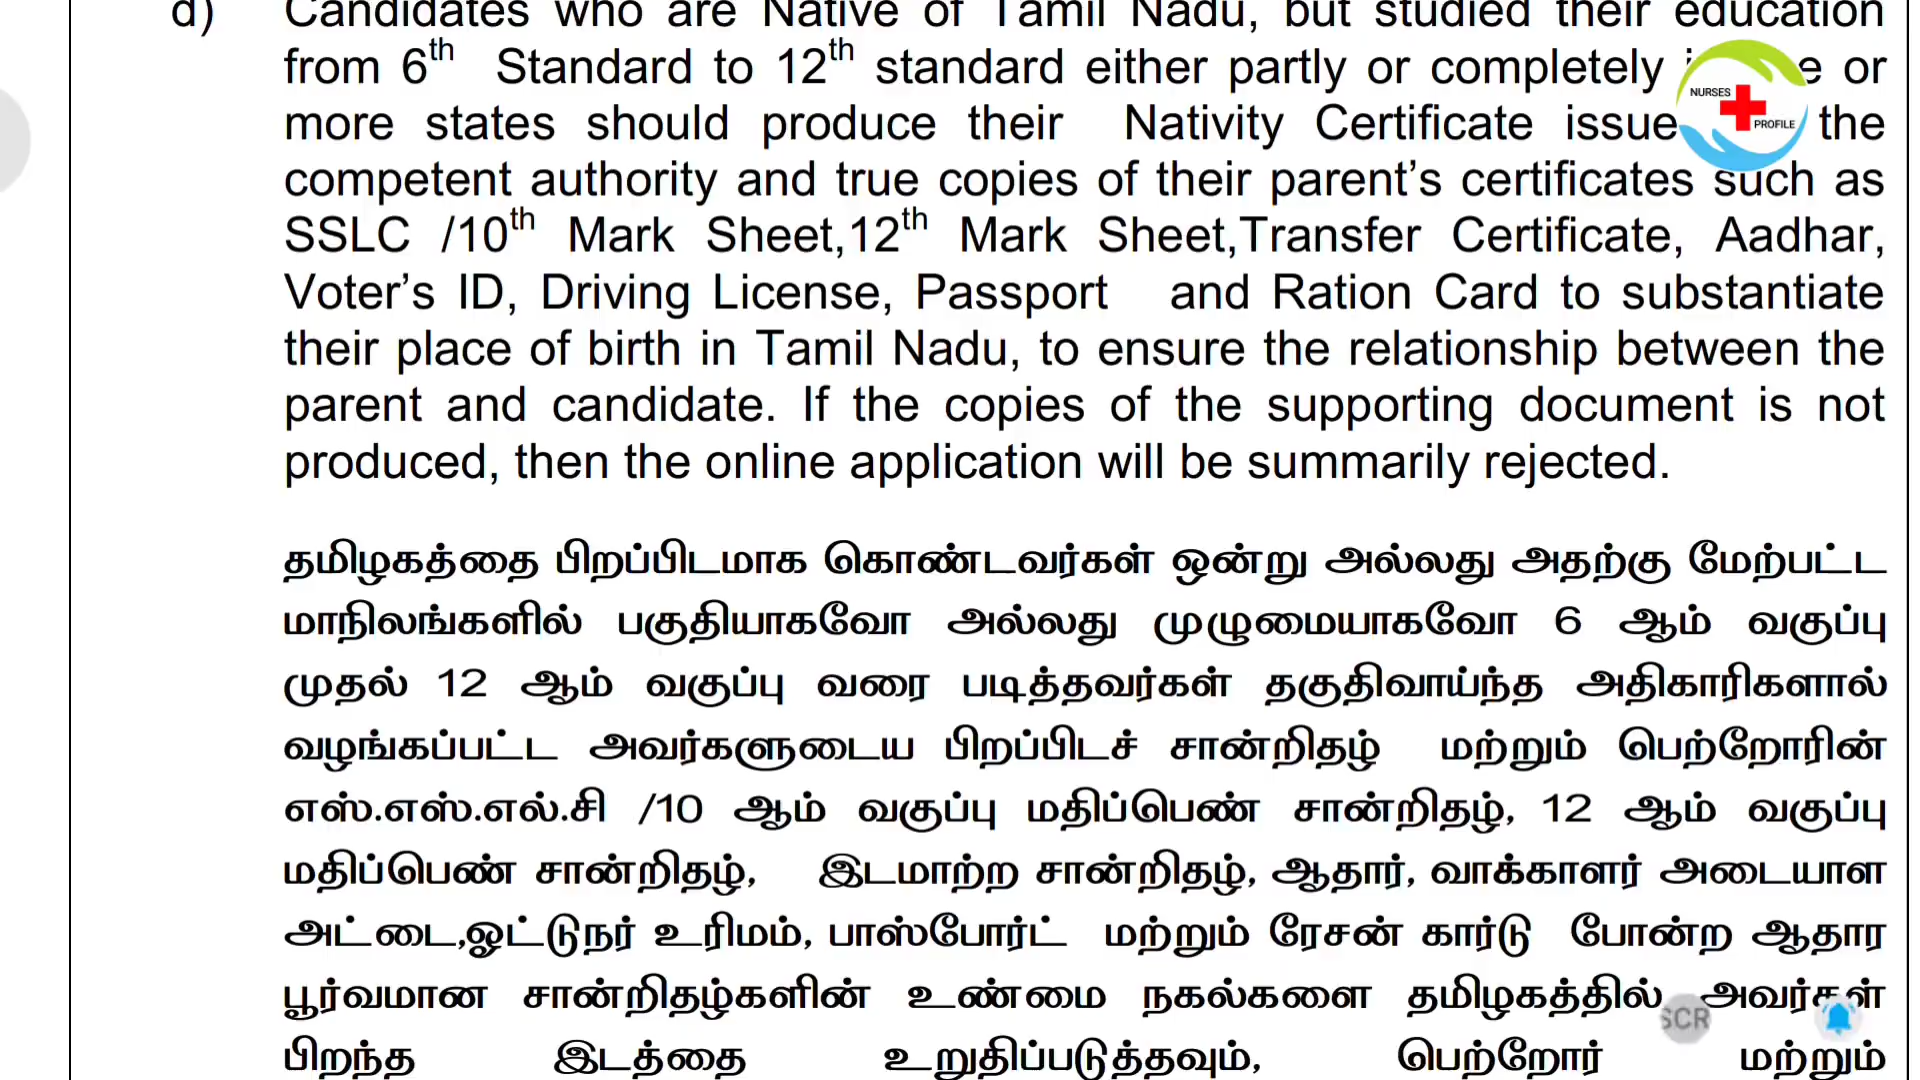 d) Candidates who are Native of Tamil Nadu, but studied their education
from 6th Standard to 12th standard either partly or completely or
more states should produce their Nativity Certificate the
competent authority and true copies of their parent’s certificates such as
SSLC /10th Mark Sheet,12th Mark Sheet,Transfer Certificate, Aadhar,
Voter’s ID, Driving License, Passport and Ration Card to substantiate
their place of birth in Tamil Nadu, to ensure the relationship between the
parent and candidate. If the copies of the supporting document is not
produced, then the online application will be summarily rejected.
தமிழகத்தை பிறப்பிடமாக கொண்டவர்கள் ஒன்று அல்லது அதற்கு மேற்பட்ட
மாநிலங்களில் பகுதியாகவோ அல்லது முழுமையாகவோ 6 ஆம் வகுப்பு
முதல் 12 ஆம் வகுப்பு வரை படித்தவர்கள் தகுதிவாய்ந்த அதிகாரிகளால்
வழங்கப்பட்ட அவர்களுடைய பிறப்பிடச் சான்றிதழ் மற்றும் பெற்றோரின்
எஸ்.எஸ்.எல்.சி /10 ஆம் வகுப்பு மதிப்பெண் சான்றிதழ், 12 ஆம் வகுப்பு
மதிப்பெண் சான்றிதழ், இடமாற்ற சான்றிதழ், ஆதார், வாக்காளர் அடையாள
அட்டை,ஓட்டுநர் உரிமம், பாஸ்போர்ட் மற்றும் ரேசன் கார்டு போன்ற ஆதார
பூர்வமான சான்றிதழ்களின் உண்மை நகல்களை தமிழகத்தில் அவர்கள்
பிறந்த இடத்தை உறுதிப்படுத்தவும், பெற்றோர் மற்றும்
NURSES
PROFILE
SCR